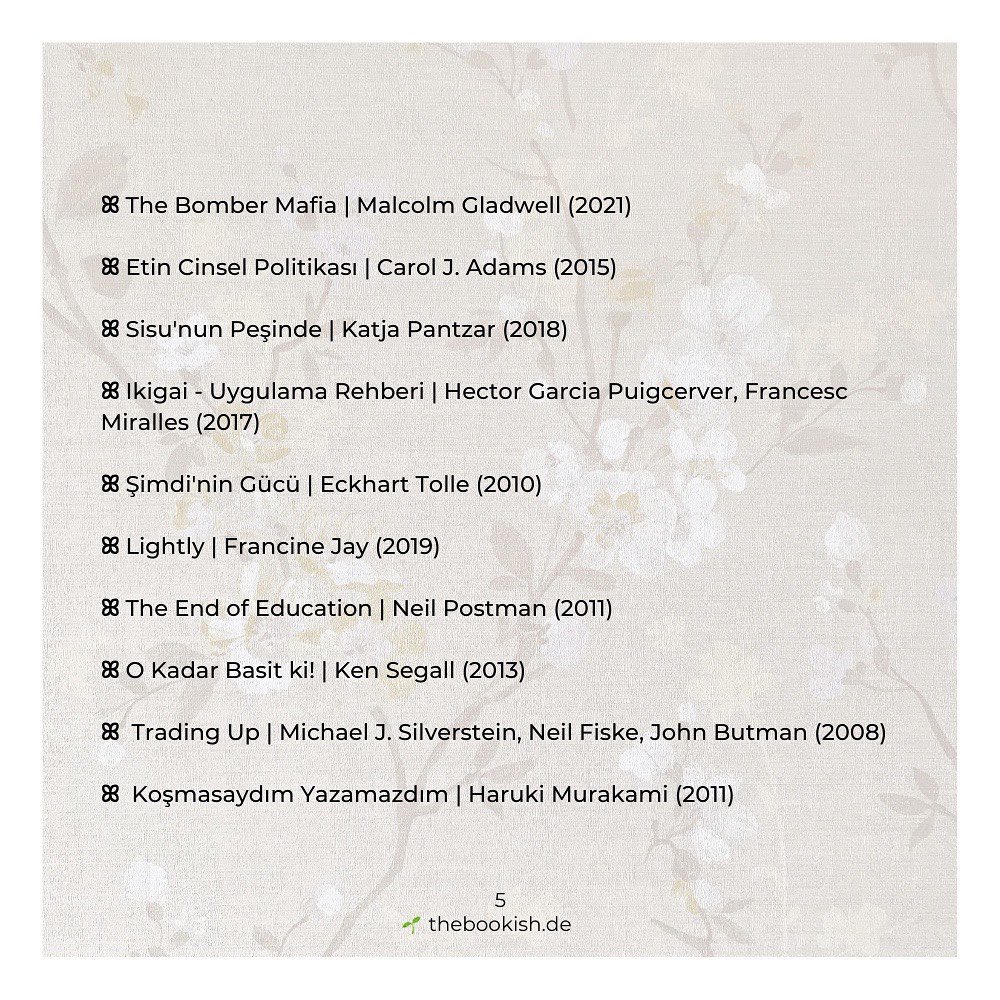 ꕤ The Bomber Mafia | Malcolm Gladwell (2021)
ꕤ Etin Cinsel Politikası | Carol J. Adams (2015)
ꕤ Sisu'nun Peşinde | Katja Pantzar (2018)
ꕤ Ikigai - Uygulama Rehberi | Hector Garcia Puigcerver, Francesc
Miralles (2017)
ꕤ Şimdi'nin Gücü | Eckhart Tolle (2010)
ꕤ Lightly | Francine Jay (2019)
ꕤ The End of Education | Neil Postman (2011)
ꕤ O Kadar Basit ki! | Ken Segall (2013)
ꕤ Trading Up | Michael J. Silverstein, Neil Fiske, John Butman (2008)
ꕤ Koşmasaydım Yazamazdım | Haruki Murakami (2011)
5
🌱 thebookish.de